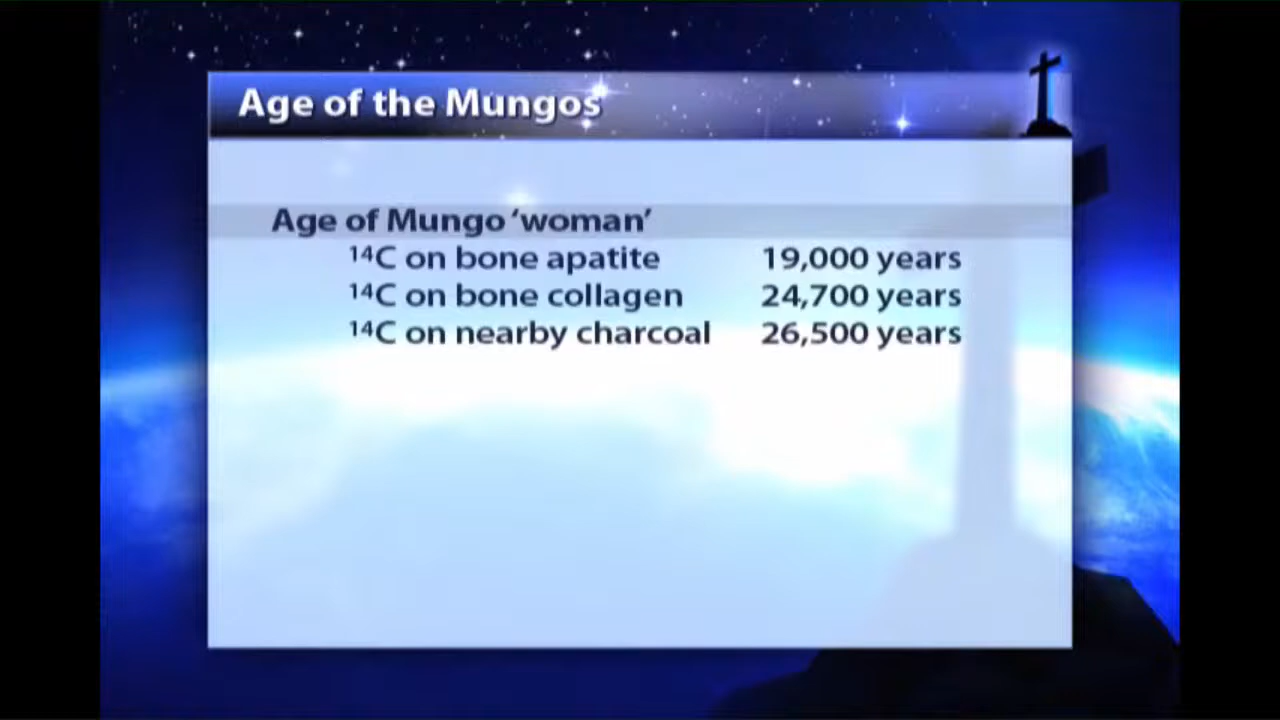 Age of the Mungos
Age of Mungo ‘woman’
¹⁴C on bone apatite 19,000 years
¹⁴C on bone collagen 24,700 years
¹⁴C on nearby charcoal 26,500 years